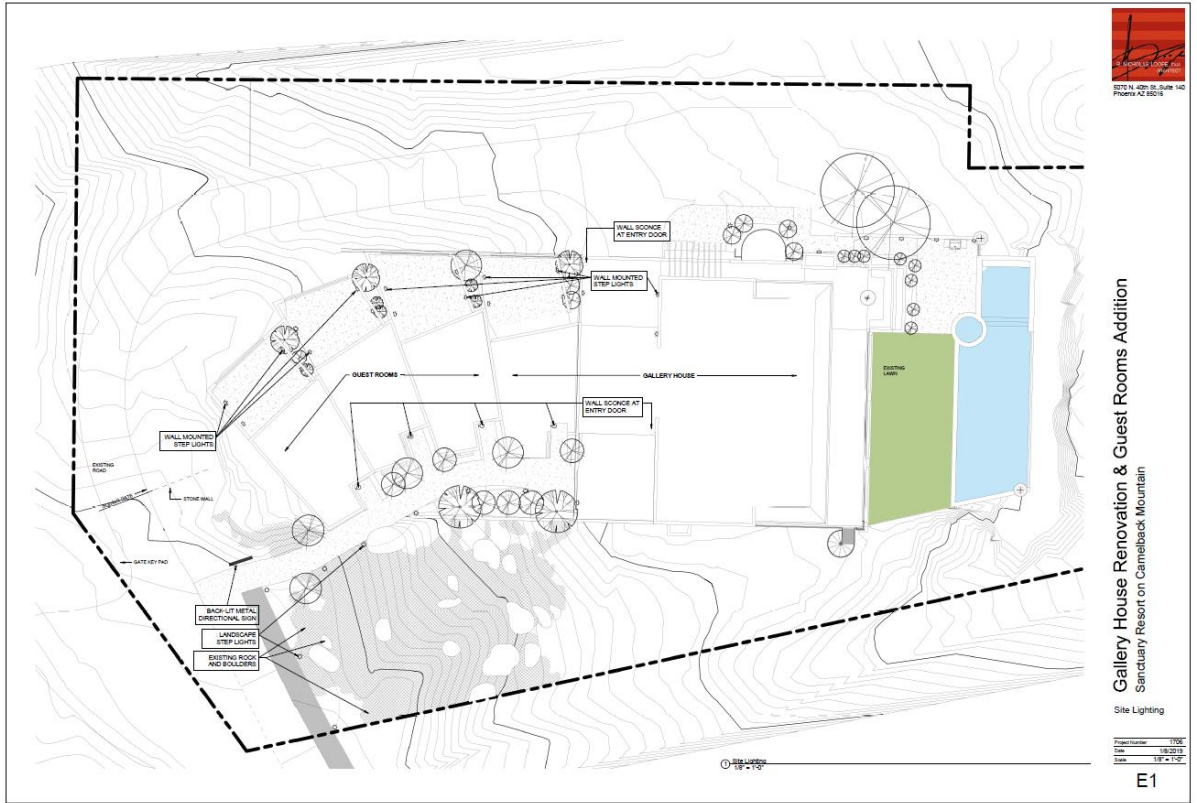 R. NICHOLAS LOOPE, FAIA
ARCHITECT
5070 N. 40th St., Suite 140
Phoenix AZ 85016
WALL SCONCE
AT ENTRY DOOR
WALL MOUNTED
STEP LIGHTS
GUEST ROOMS
GALLERY HOUSE
EXISTING
LAWN
WALL SCONCE AT
ENTRY DOOR
WALL MOUNTED
STEP LIGHTS
EXISTING
ROAD
STONE WALL
GATE KEY PAD
BACK-LIT METAL
DIRECTIONAL SIGN
LANDSCAPE
STEP LIGHTS
EXISTING ROCK
AND BOULDERS
1 Site Lighting
1/8" = 1'-0"
Gallery House Renovation & Guest Rooms Addition
Sanctuary Resort on Camelback Mountain
Site Lighting
Project Number 1706
Date 1/8/2019
Scale 1/8" = 1'-0"
E1